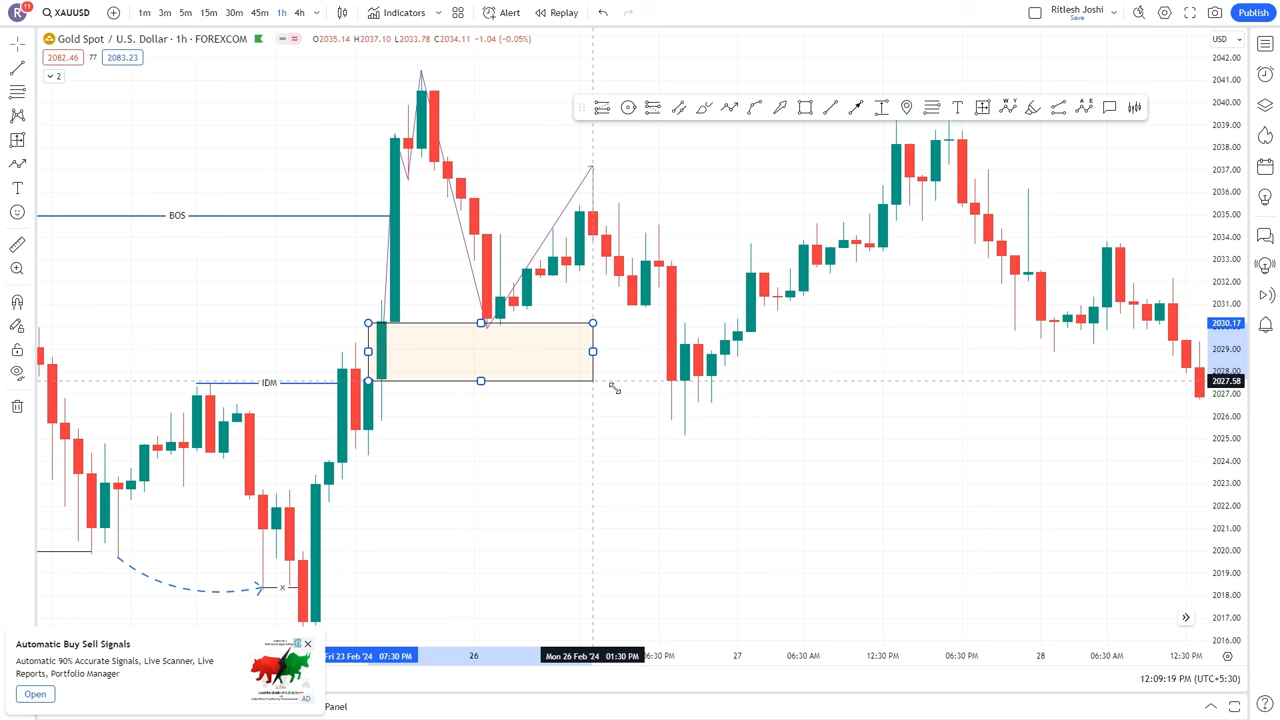 R 11 XAUUSD 1m 3m 5m 15m 30m 45m 1h 4h Indicators Alert Replay Ritlesh Joshi Save Publish
Gold Spot / U.S. Dollar · 1h · FOREXCOM O2035.14 H2037.10 L2033.78 C2034.11 −1.04 (−0.05%) USD
2082.46 77 2083.23
2
2042.00
2041.00
2040.00
2039.00
2038.00
2037.00
2036.00
BOS
2035.00
2034.00
2033.00
2032.00
2031.00
2030.17
2029.00
2028.00
IDM
2027.58
2027.00
2026.00
2025.00
2024.00
2023.00
2022.00
2021.00
2020.00
2019.00
x
2018.00
2017.00
2016.00
Automatic Buy Sell Signals
Automatic 90% Accurate Signals, Live Scanner, Live
Reports, Portfolio Manager
Open
AD
Fri 23 Feb '24 07:30 PM 26 Mon 26 Feb '24 01:30 PM 06:30 PM 27 06:30 AM 12:30 PM 06:30 PM 28 06:30 AM 12:30 PM
12:09:19 PM (UTC+5:30)
Panel